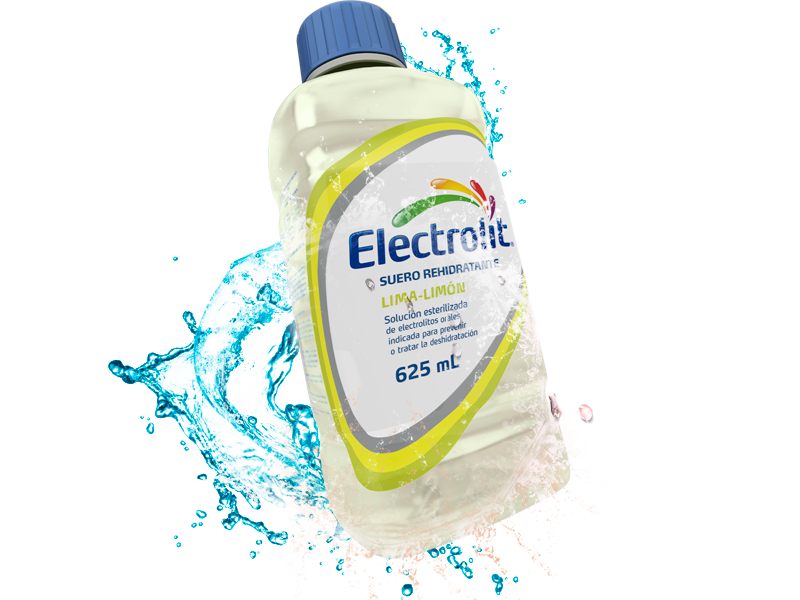 Electrolit
SUERO REHIDRATANTE
LIMA-LIMÓN
Solución esterilizada
de electrolitos orales
indicada para prevenir
o tratar la deshidratación
625 mL